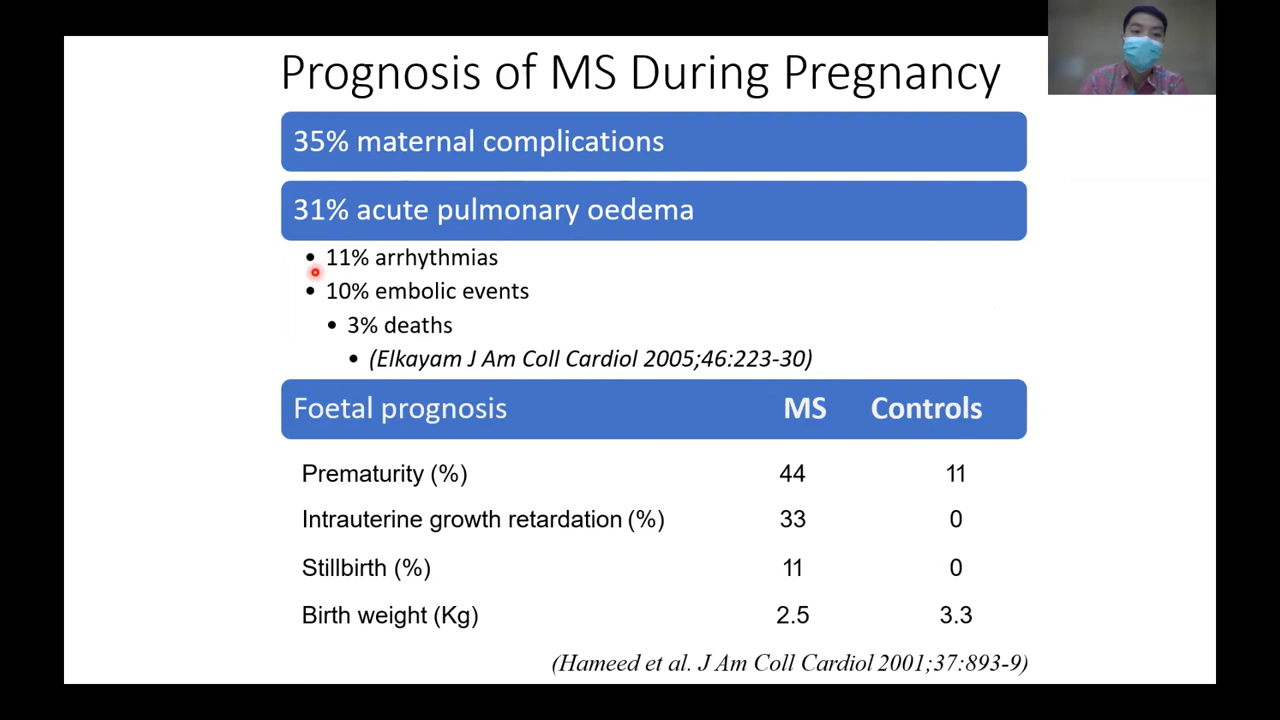 Prognosis of MS During Pregnancy
35% maternal complications
31% acute pulmonary oedema
• 11% arrhythmias
• 10% embolic events
• 3% deaths
• (Elkayam J Am Coll Cardiol 2005;46:223-30)
Foetal prognosis MS Controls
Prematurity (%) 44 11
Intrauterine growth retardation (%) 33 0
Stillbirth (%) 11 0
Birth weight (Kg) 2.5 3.3
(Hameed et al. J Am Coll Cardiol 2001;37:893-9)